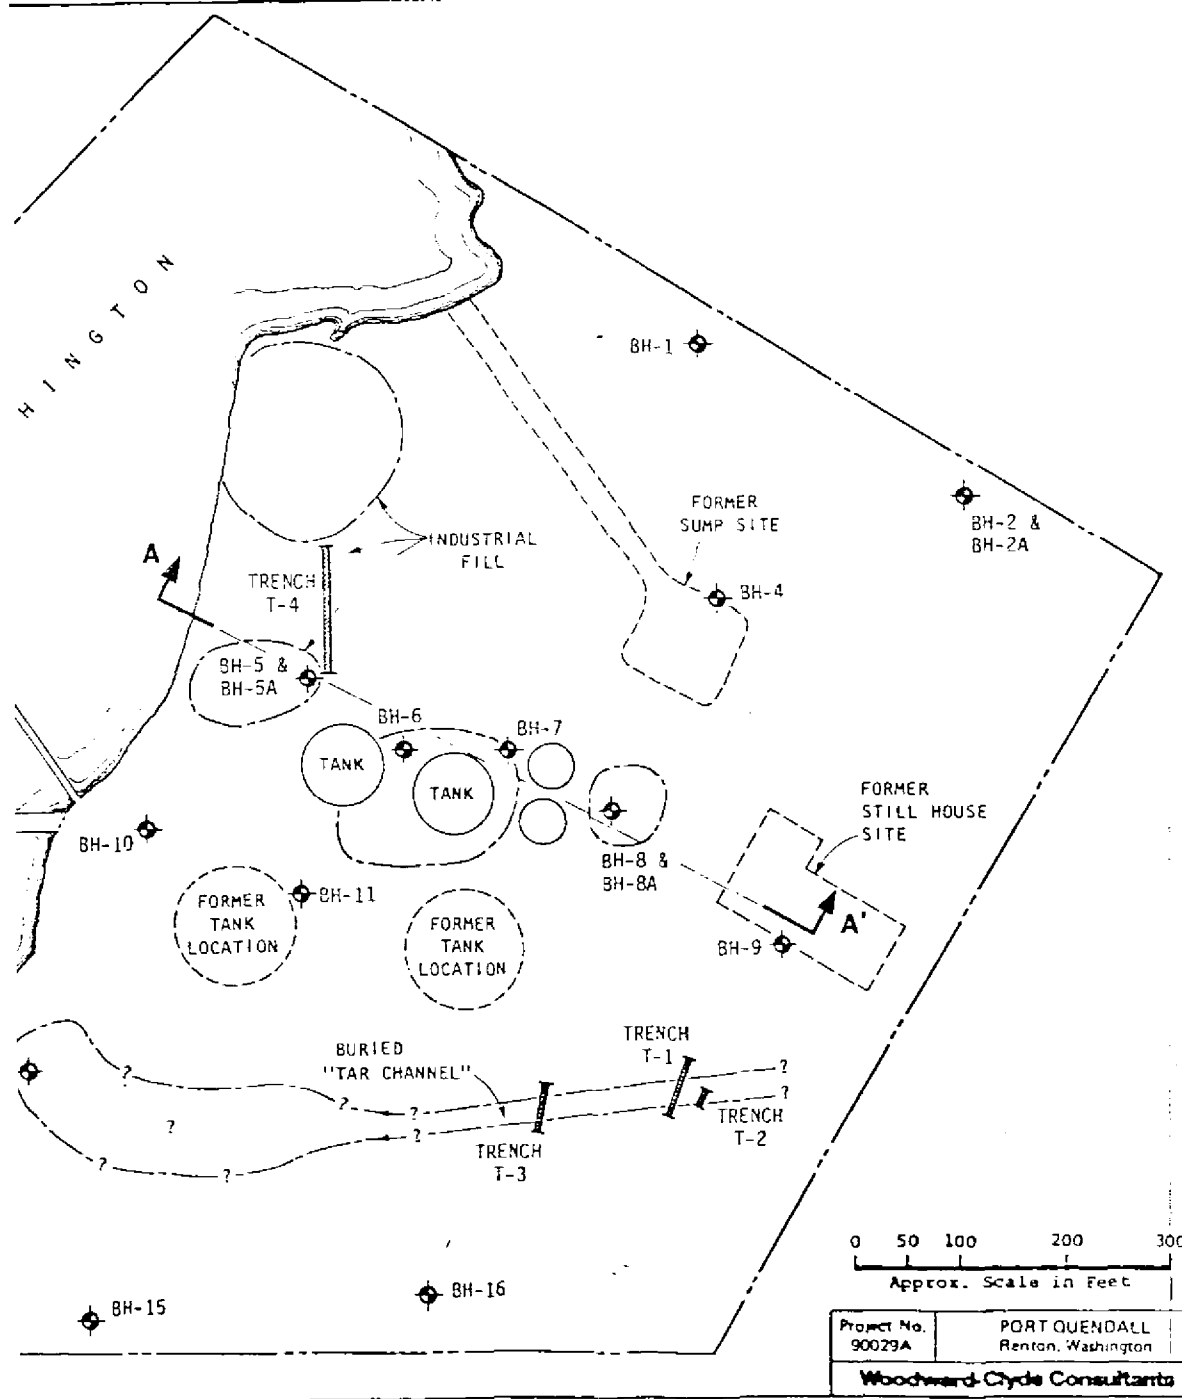 HINGTON
BH-1
FORMER
SUMP SITE
BH-2 &
BH-2A
INDUSTRIAL
FILL
A
TRENCH
T-4
BH-4
BH-5 &
BH-5A
BH-6
BH-7
TANK
TANK
FORMER
STILL HOUSE
SITE
BH-10
BH-8 &
BH-8A
BH-11
FORMER
TANK
LOCATION
FORMER
TANK
LOCATION
A'
BH-9
BURIED
"TAR CHANNEL"
TRENCH
T-1
?
?
?
?
?
?
?
?
?
TRENCH
T-2
TRENCH
T-3
BH-15
BH-16
0 50 100 200 300
Approx. Scale in Feet
Project No.
90029A
PORT QUENDALL
Renton, Washington
Woodward-Clyde Consultants